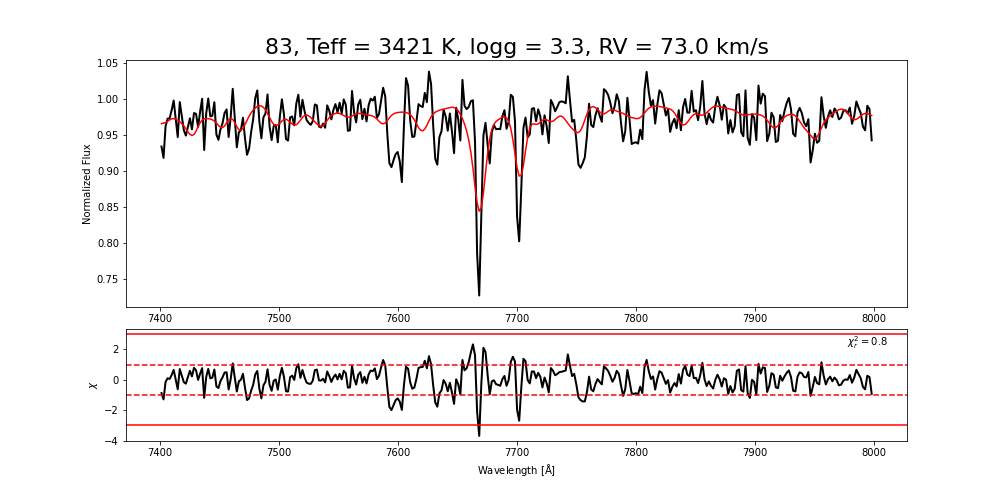 83, Teff = 3421 K, logg = 3.3, RV = 73.0 km/s
1.05
1.00
0.95
0.90
0.85
0.80
0.75
Normalized Flux
7400 7500 7600 7700 7800 7900 8000
χ²ᵣ = 0.8
2
0
−2
−4
χ
7400 7500 7600 7700 7800 7900 8000
Wavelength [Å]